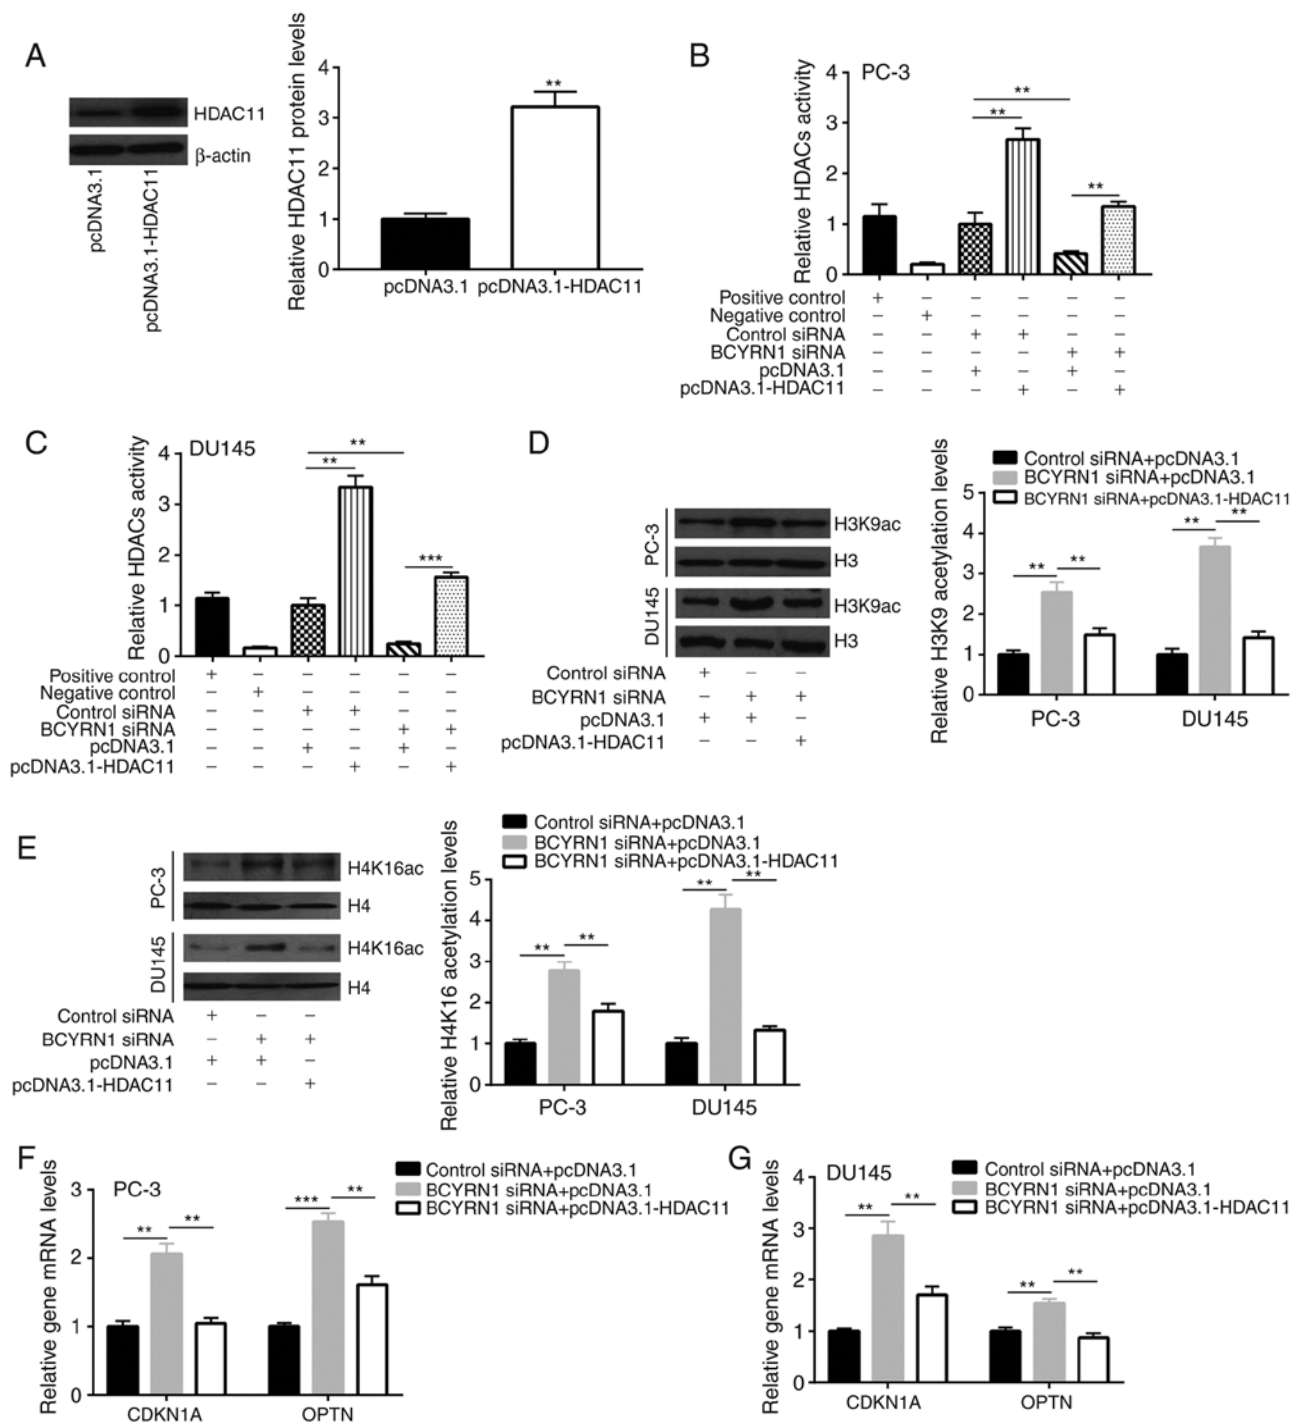 A
HDAC11
β-actin
pcDNA3.1
pcDNA3.1-HDAC11
Relative HDAC11 protein levels
4
3
2
1
0
**
pcDNA3.1 pcDNA3.1-HDAC11
B
PC-3
Relative HDACs activity
4
3
2
1
0
**
**
**
Positive control + – – – – –
Negative control – + – – – –
Control siRNA – – + + – –
BCYRN1 siRNA – – – – + +
pcDNA3.1 – – + – + –
pcDNA3.1-HDAC11 – – – + – +
C
DU145
Relative HDACs activity
4
3
2
1
0
**
**
***
Positive control + – – – – –
Negative control – + – – – –
Control siRNA – – + + – –
BCYRN1 siRNA – – – – + +
pcDNA3.1 – – + – + –
pcDNA3.1-HDAC11 – – – + – +
D
PC-3
H3K9ac
H3
DU145
H3K9ac
H3
Control siRNA + – –
BCYRN1 siRNA – + +
pcDNA3.1 + + –
pcDNA3.1-HDAC11 – – +
Control siRNA+pcDNA3.1
BCYRN1 siRNA+pcDNA3.1
BCYRN1 siRNA+pcDNA3.1-HDAC11
Relative H3K9 acetylation levels
5
4
3
2
1
0
** **
** **
PC-3 DU145
E
PC-3
H4K16ac
H4
DU145
H4K16ac
H4
Control siRNA + – –
BCYRN1 siRNA – + +
pcDNA3.1 + + –
pcDNA3.1-HDAC11 – – +
Control siRNA+pcDNA3.1
BCYRN1 siRNA+pcDNA3.1
BCYRN1 siRNA+pcDNA3.1-HDAC11
Relative H4K16 acetylation levels
5
4
3
2
1
0
** **
** **
PC-3 DU145
F
PC-3
Control siRNA+pcDNA3.1
BCYRN1 siRNA+pcDNA3.1
BCYRN1 siRNA+pcDNA3.1-HDAC11
Relative gene mRNA levels
3
2
1
0
** **
*** **
CDKN1A OPTN
G
DU145
Control siRNA+pcDNA3.1
BCYRN1 siRNA+pcDNA3.1
BCYRN1 siRNA+pcDNA3.1-HDAC11
Relative gene mRNA levels
4
3
2
1
0
** **
** **
CDKN1A OPTN